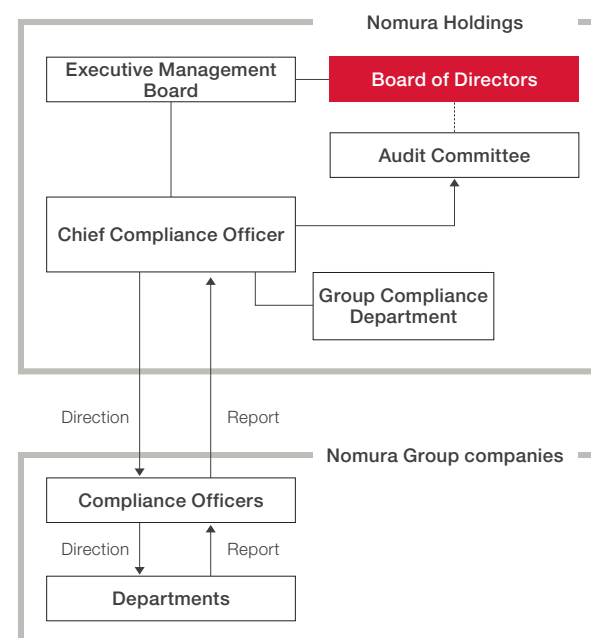 Nomura Holdings
Executive Management
Board
Board of Directors
Audit Committee
Chief Compliance Officer
Group Compliance
Department
Direction
Report
Nomura Group companies
Compliance Officers
Direction
Report
Departments